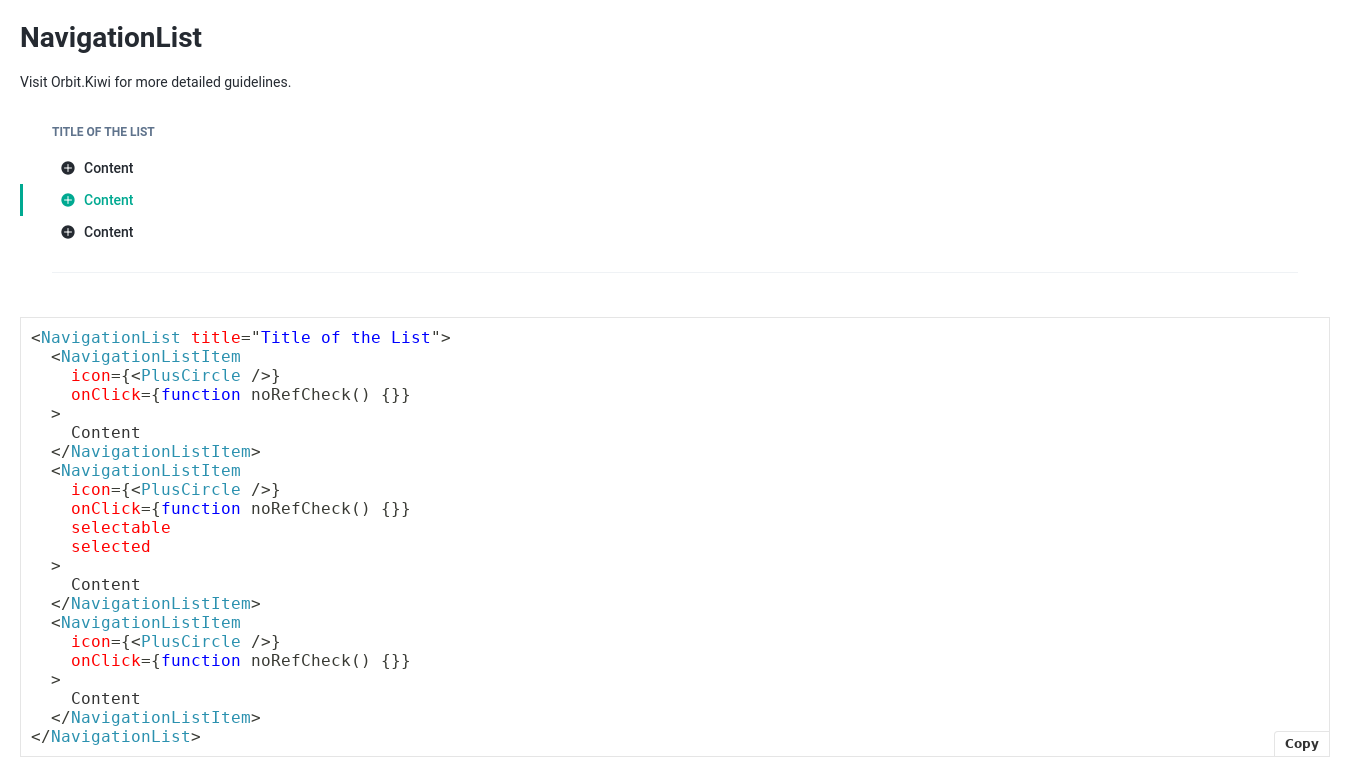 NavigationList
Visit Orbit.Kiwi for more detailed guidelines.
TITLE OF THE LIST
Content
Content
Content
<NavigationList title="Title of the List">
  <NavigationListItem
    icon={<PlusCircle />}
    onClick={function noRefCheck() {}}
  >
    Content
  </NavigationListItem>
  <NavigationListItem
    icon={<PlusCircle />}
    onClick={function noRefCheck() {}}
    selectable
    selected
  >
    Content
  </NavigationListItem>
  <NavigationListItem
    icon={<PlusCircle />}
    onClick={function noRefCheck() {}}
  >
    Content
  </NavigationListItem>
</NavigationList>
Copy